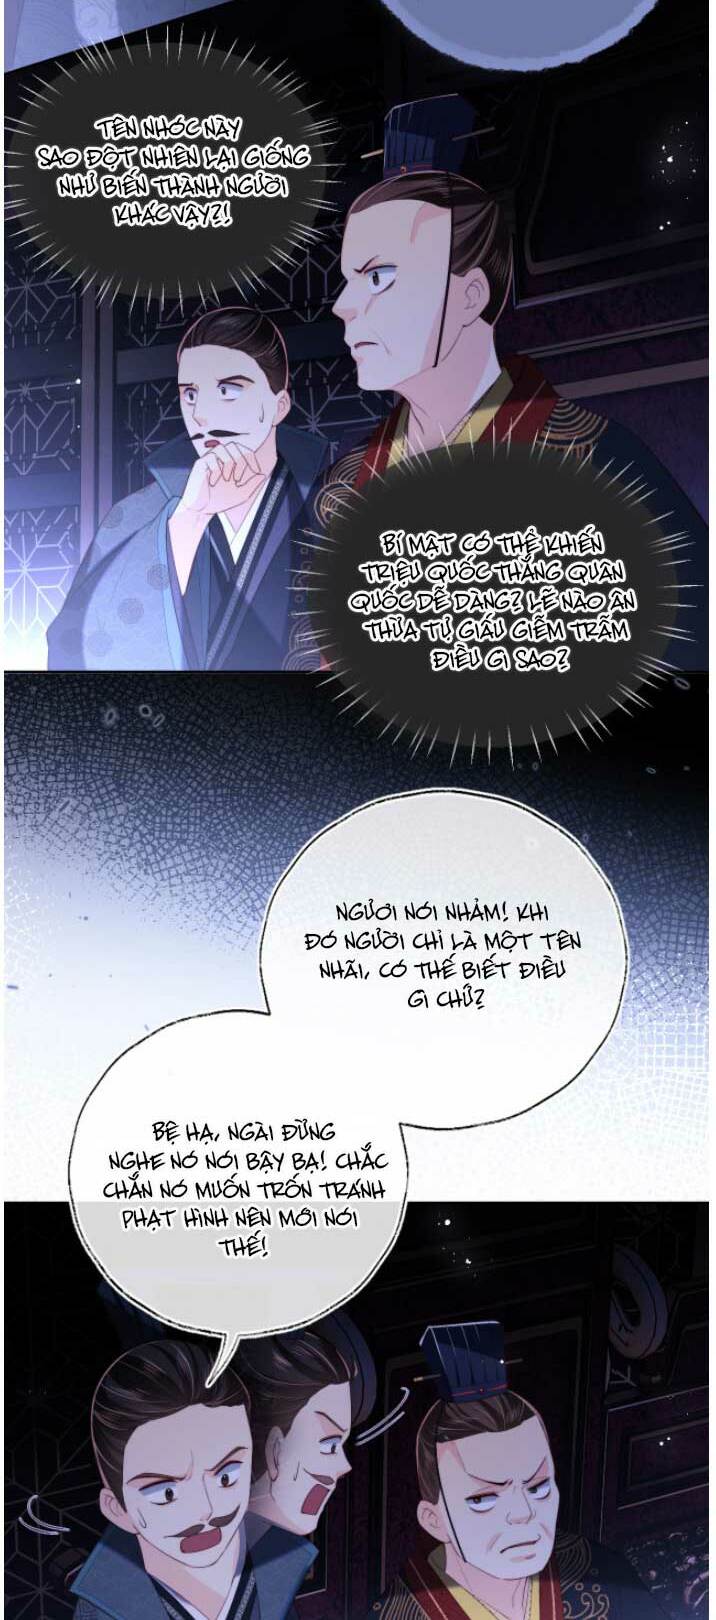 TÊN NHÓC NÀY
SAO ĐỘT NHIÊN LẠI GIỐNG
NHƯ BIẾN THÀNH NGƯỜI
KHÁC VẬY?!
BÍ MẬT CÓ THỂ KHIẾN
TRIỆU QUỐC THẮNG QUÂN
QUỐC DỄ DÀNG? LẼ NÀO ÂN
THỪA TỰ GIẤU GIẾM TRẪM
ĐIỀU GÌ SAO?
NGƯƠI NÓI NHẢM! KHI
ĐÓ NGƯỜI CHỈ LÀ MỘT TÊN
NHÃI, CÓ THỂ BIẾT ĐIỀU
GÌ CHỨ?
BỆ HẠ, NGÀI ĐỪNG
NGHE NÓ NÓI BẬY BẠ! CHẮC
CHẮN NÓ MUỐN TRỐN TRÁNH
PHẠT HÌNH NÊN MỚI NÓI
THẾ!